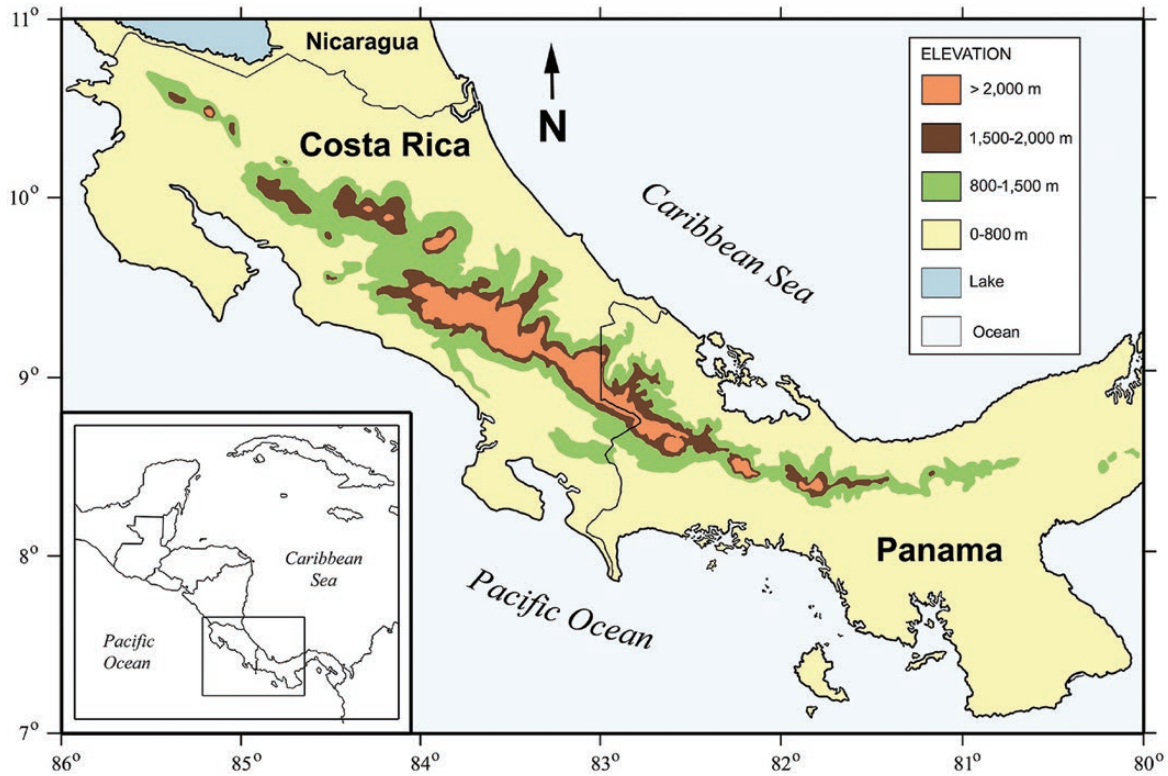 11°
10°
9°
8°
7°
86°
85°
84°
83°
82°
81°
80°
Nicaragua
Costa Rica
N
Caribbean Sea
Panama
Pacific Ocean
ELEVATION
> 2,000 m
1,500-2,000 m
800-1,500 m
0-800 m
Lake
Ocean
Caribbean
Sea
Pacific
Ocean